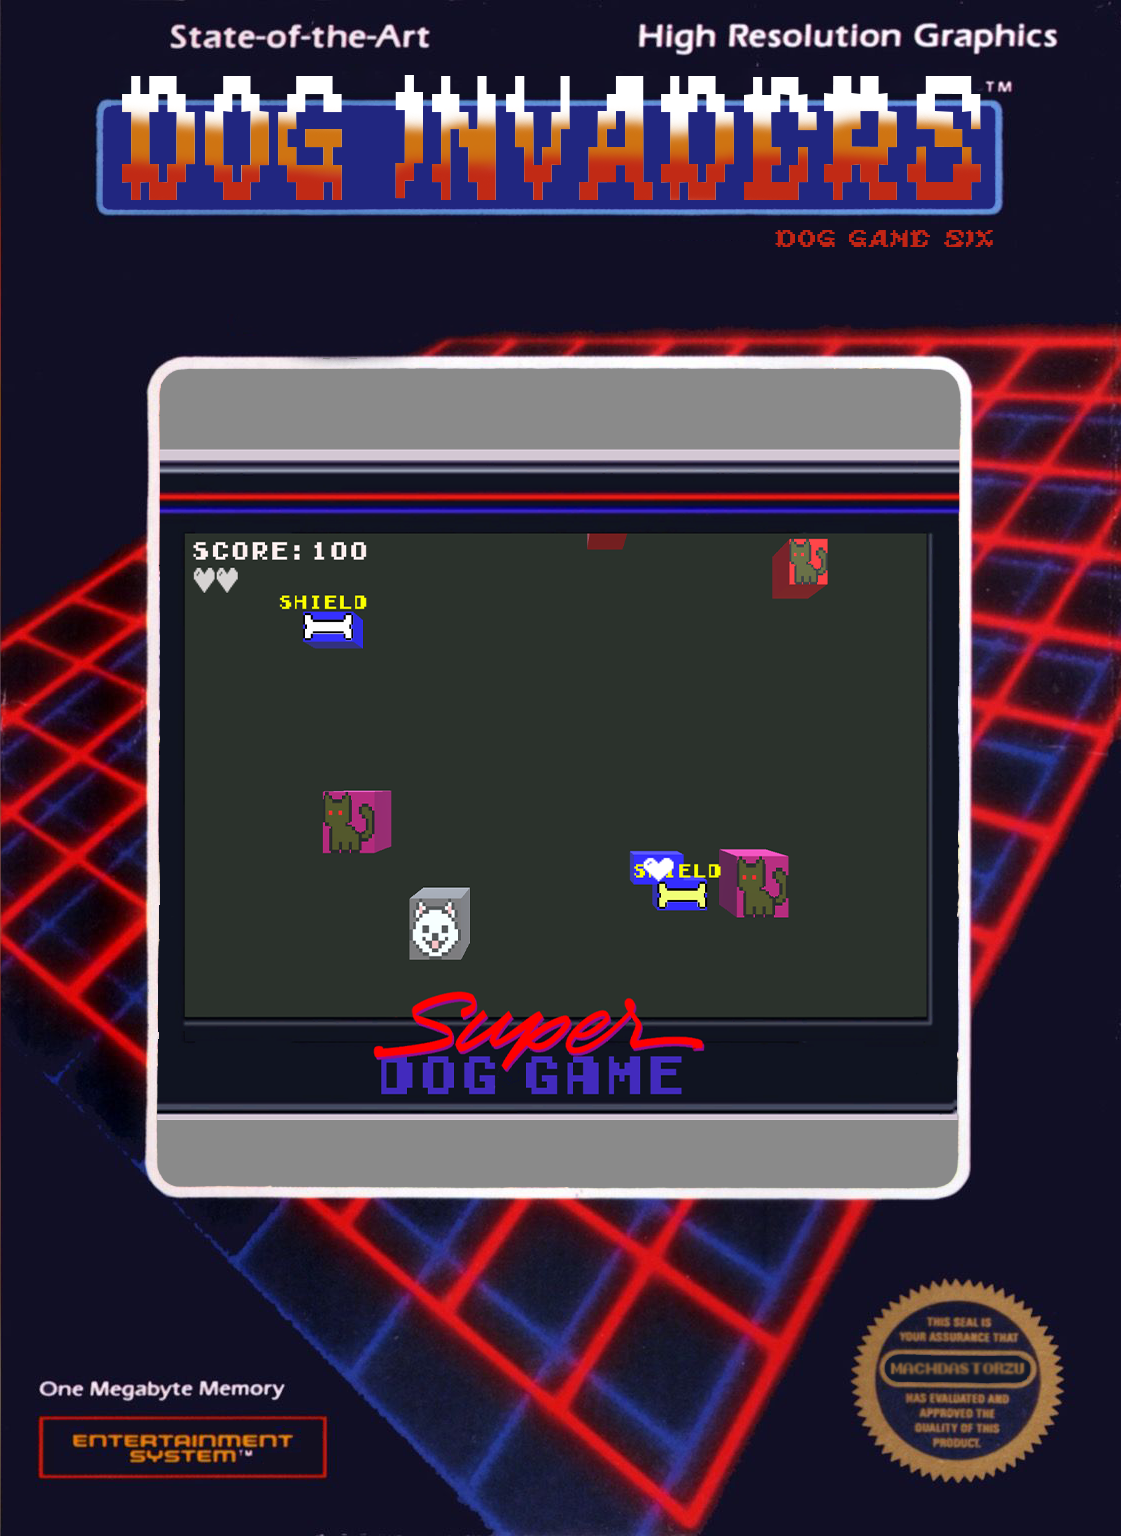 State-of-the-Art
High Resolution Graphics
DOG INVADERS™
DOG GAME SIX
SCORE: 100
SHIELD
SHIELD
Super
DOG GAME
One Megabyte Memory
ENTERTAINMENT
SYSTEM™
THIS SEAL IS
YOUR ASSURANCE THAT
MACHDASTORZU
HAS EVALUATED AND
APPROVED THE
QUALITY OF THIS
PRODUCT.